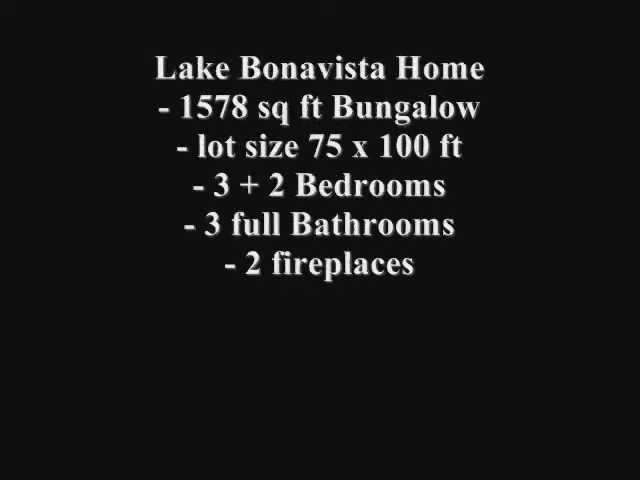 Lake Bonavista Home
- 1578 sq ft Bungalow
- lot size 75 x 100 ft
- 3 + 2 Bedrooms
- 3 full Bathrooms
- 2 fireplaces